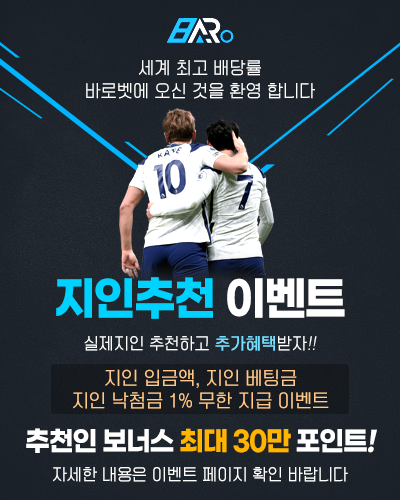 BARO
세계 최고 배당률
바로벳에 오신 것을 환영 합니다
10
7
지인추천 이벤트
실제지인 추천하고 추가혜택받자!!
지인 입금액, 지인 베팅금
지인 낙첨금 1% 무한 지급 이벤트
추천인 보너스 최대 30만 포인트!
자세한 내용은 이벤트 페이지 확인 바랍니다